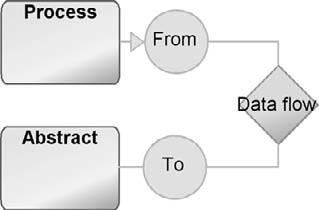 Process
From
Data flow
Abstract
To